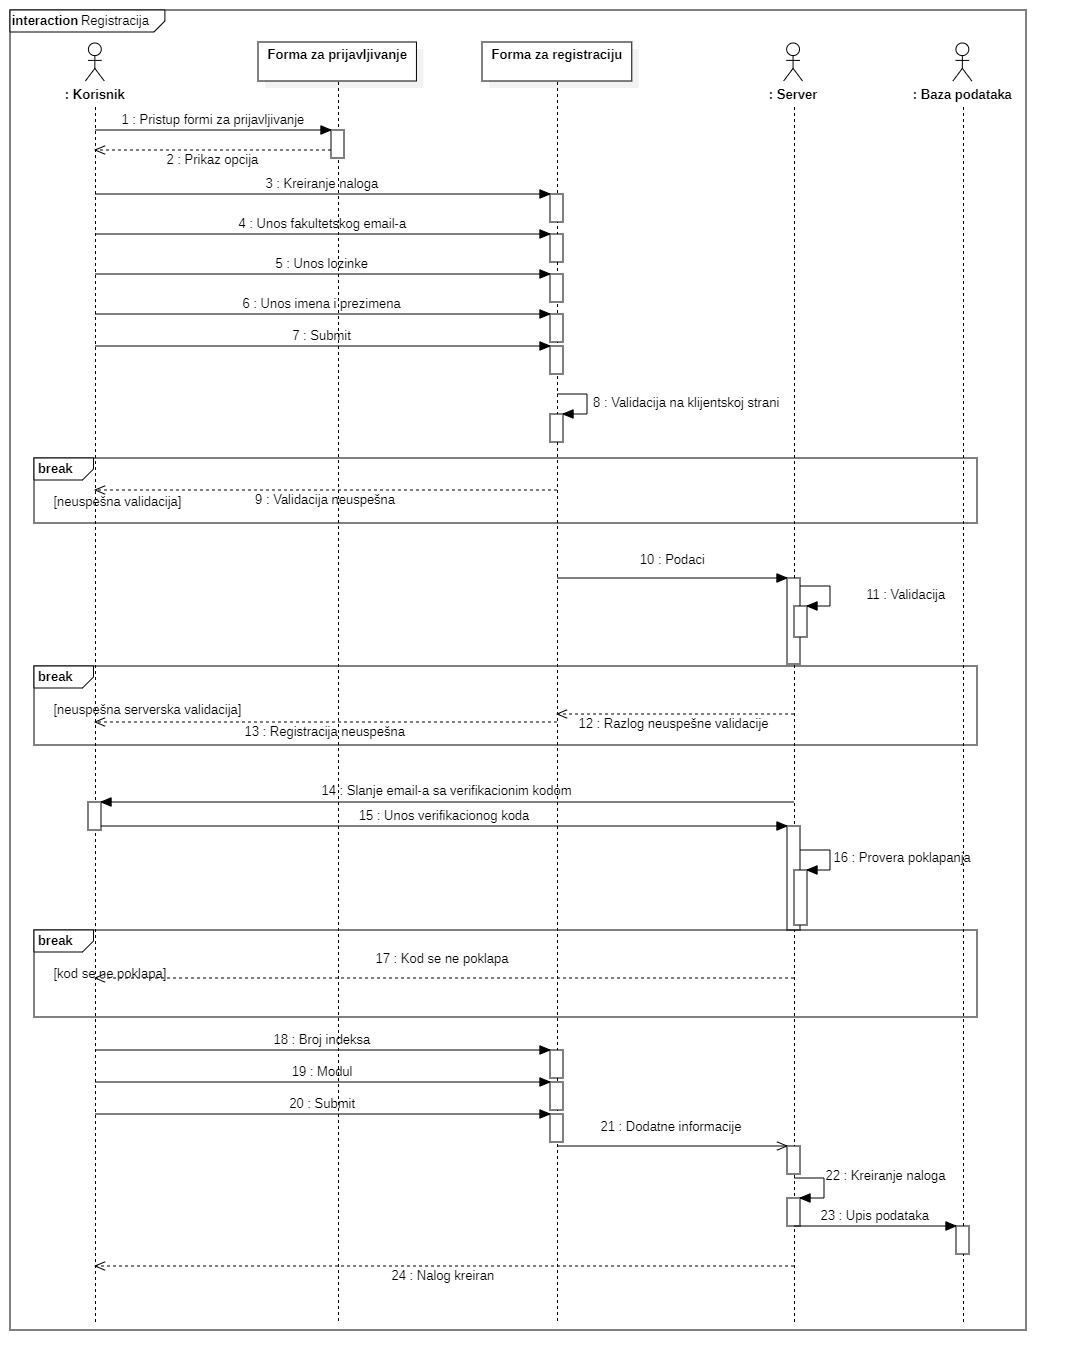 interaction Registracija
Forma za prijavljivanje
Forma za registraciju
: Korisnik
: Server
: Baza podataka
1 : Pristup formi za prijavljivanje
2 : Prikaz opcija
3 : Kreiranje naloga
4 : Unos fakultetskog email-a
5 : Unos lozinke
6 : Unos imena i prezimena
7 : Submit
8 : Validacija na klijentskoj strani
break
[neuspešna validacija]
9 : Validacija neuspešna
10 : Podaci
11 : Validacija
break
[neuspešna serverska validacija]
12 : Razlog neuspešne validacije
13 : Registracija neuspešna
14 : Slanje email-a sa verifikacionim kodom
15 : Unos verifikacionog koda
16 : Provera poklapanja
break
17 : Kod se ne poklapa
[kod se ne poklapa]
18 : Broj indeksa
19 : Modul
20 : Submit
21 : Dodatne informacije
22 : Kreiranje naloga
23 : Upis podataka
24 : Nalog kreiran